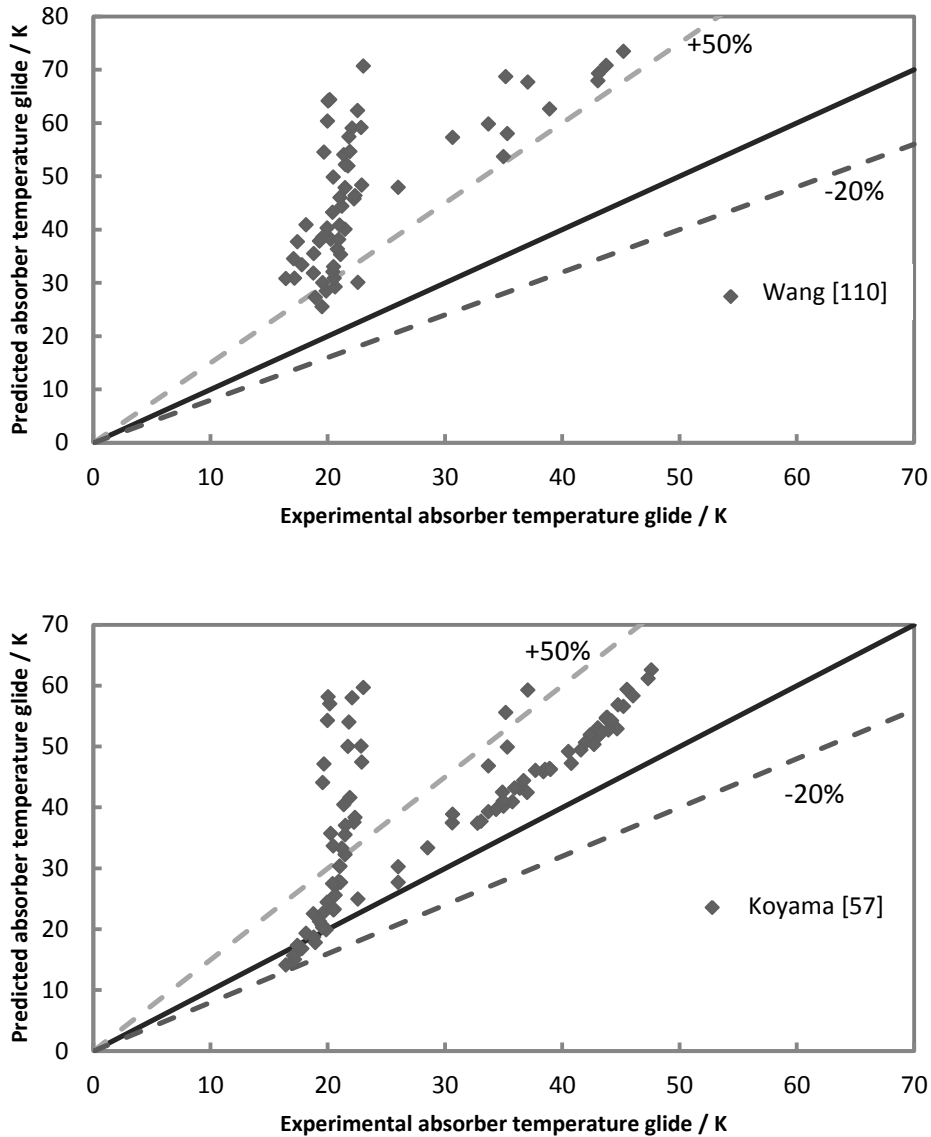 80
70
60
50
40
30
20
10
0
Predicted absorber temperature glide / K
+50%
-20%
Wang [110]
0 10 20 30 40 50 60 70
Experimental absorber temperature glide / K
70
60
50
40
30
20
10
0
Predicted absorber temperature glide / K
+50%
-20%
Koyama [57]
0 10 20 30 40 50 60 70
Experimental absorber temperature glide / K